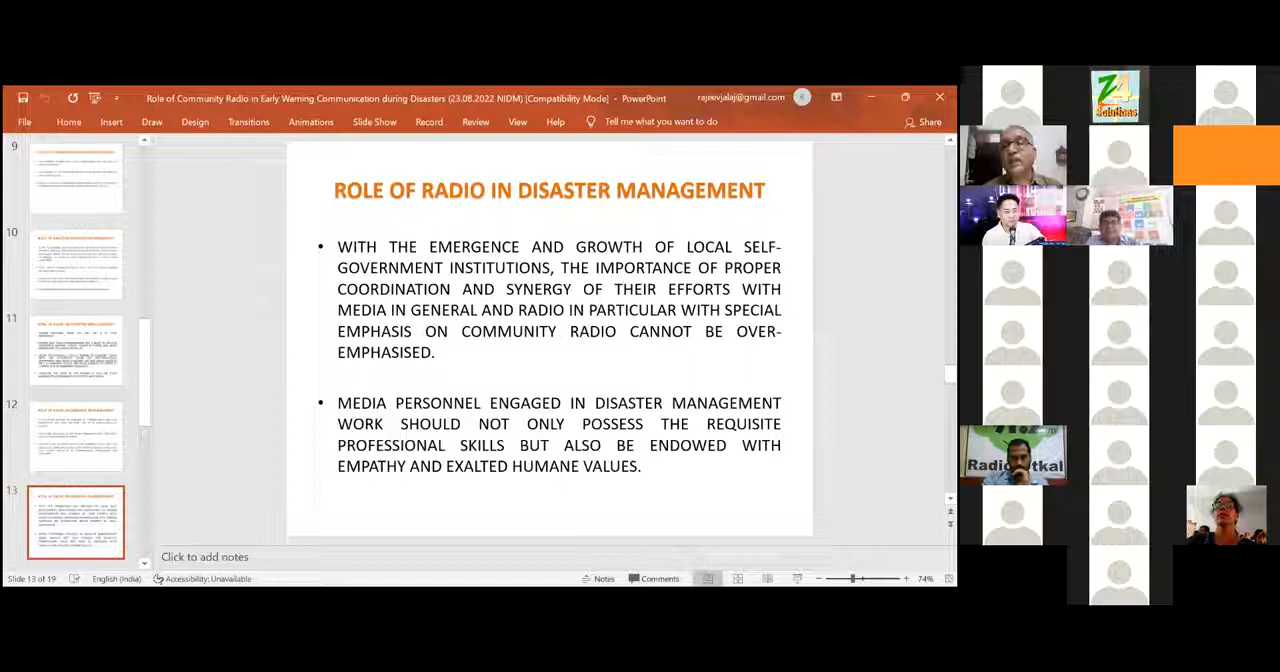 Role of Community Radio in Early Warning Communication during Disasters (23.08.2022 NIDM) [Compatibility Mode] - PowerPoint
rajeevjalaj@gmail.com
File Home Insert Draw Design Transitions Animations Slide Show Record Review View Help Tell me what you want to do Share
9
10
11
12
13
ROLE OF RADIO IN DISASTER MANAGEMENT
• WITH THE EMERGENCE AND GROWTH OF LOCAL SELF-
GOVERNMENT INSTITUTIONS, THE IMPORTANCE OF PROPER
COORDINATION AND SYNERGY OF THEIR EFFORTS WITH
MEDIA IN GENERAL AND RADIO IN PARTICULAR WITH SPECIAL
EMPHASIS ON COMMUNITY RADIO CANNOT BE OVER-
EMPHASISED.
• MEDIA PERSONNEL ENGAGED IN DISASTER MANAGEMENT
WORK SHOULD NOT ONLY POSSESS THE REQUISITE
PROFESSIONAL SKILLS BUT ALSO BE ENDOWED WITH
EMPATHY AND EXALTED HUMANE VALUES.
Click to add notes
Slide 13 of 19 English (India) Accessibility: Unavailable Notes Comments 74%
Z4
Solutions
Radio